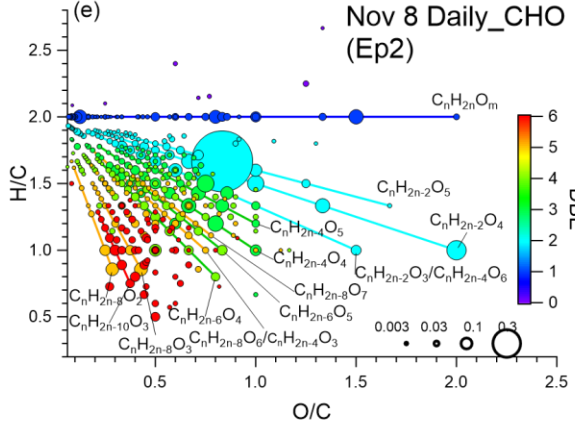 (e)
Nov 8 Daily_CHO
(Ep2)
2.5
2.0
1.5
1.0
0.5
H/C
CnH2nOm
CnH2n-2O5
CnH2n-4O5
CnH2n-2O4
CnH2n-4O4
CnH2n-2O3/CnH2n-4O6
CnH2n-8O7
CnH2n-8O2
CnH2n-6O5
CnH2n-10O3
CnH2n-6O4
CnH2n-8O3
CnH2n-8O6/CnH2n-4O3
0.003
0.03
0.1
0.3
6
5
4
3
2
1
0
0.5
1.0
1.5
2.0
2.5
O/C